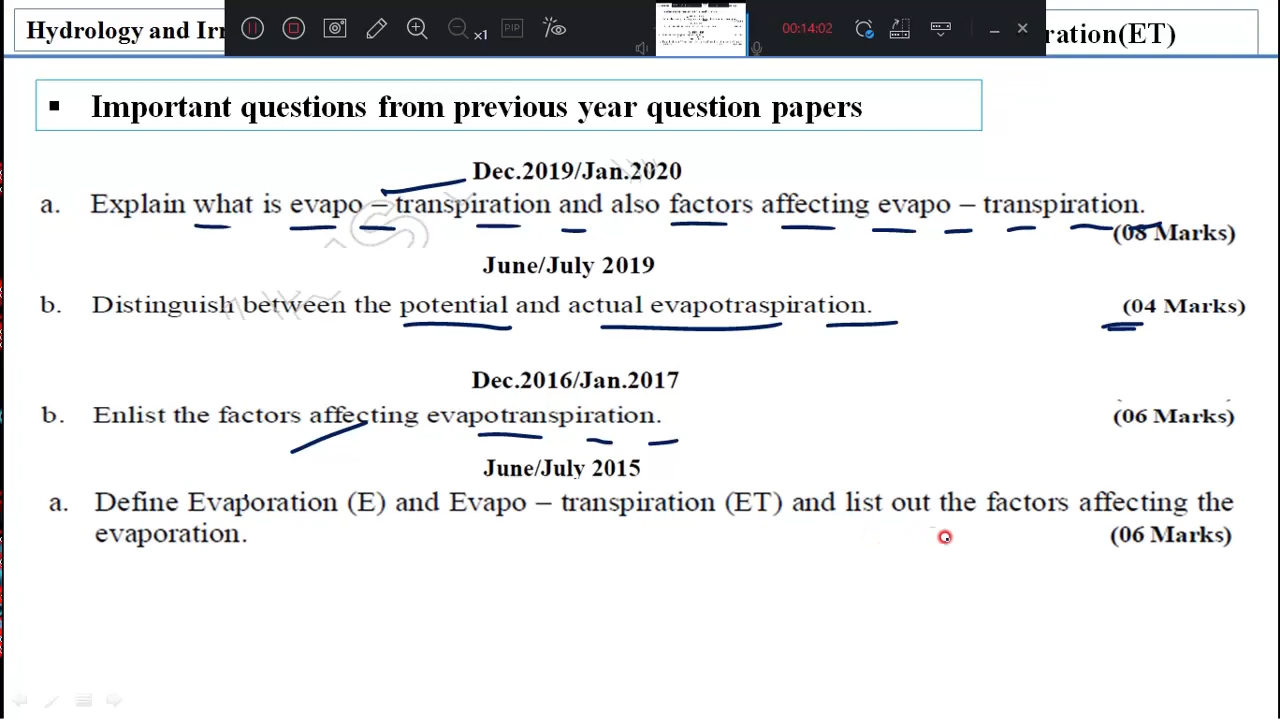 Hydrology and Irr
x1
PIP
00:14:02
ration(ET)
▪ Important questions from previous year question papers
Dec.2019/Jan.2020
a. Explain what is evapo – transpiration and also factors affecting evapo – transpiration.
(08 Marks)
June/July 2019
b. Distinguish between the potential and actual evapotraspiration. (04 Marks)
Dec.2016/Jan.2017
b. Enlist the factors affecting evapotranspiration. (06 Marks)
June/July 2015
a. Define Evaporation (E) and Evapo – transpiration (ET) and list out the factors affecting the
evaporation. (06 Marks)